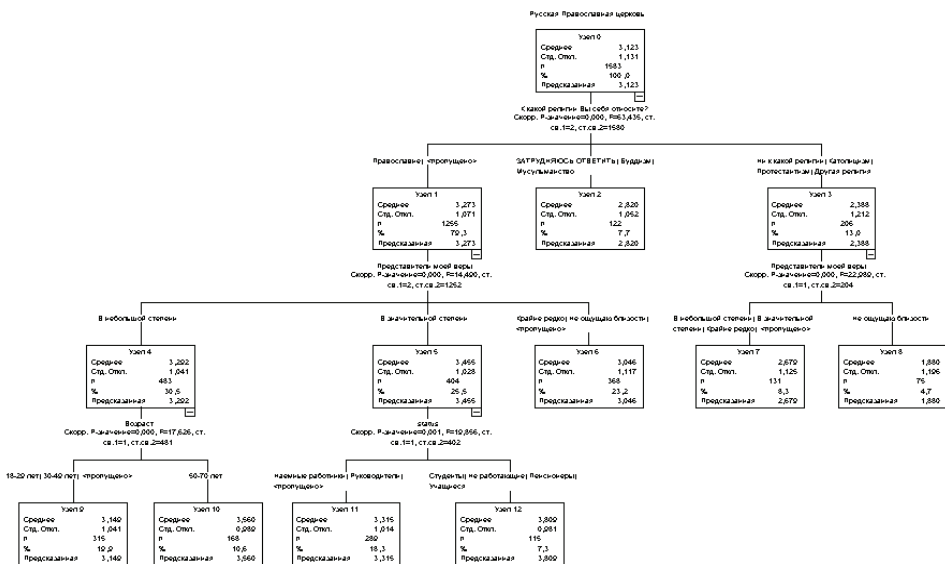 Русская Православная церковь
Узел 0
Среднее 3,123
Стд. Откл. 1,131
n 1583
% 100,0
Предсказанная 3,123
К какой религии Вы себя относите?
Скорр. P-значение=0,000, F=63,435, ст.
св.1=2, ст.св.2=1580
Православие; <пропущено>
ЗАТРУДНЯЮСЬ ОТВЕТИТЬ; Буддизм;
Мусульманство
Ни к какой религии; Католицизм;
Протестантизм; Другая религия
Узел 1
Среднее 3,273
Стд. Откл. 1,071
n 1255
% 79,3
Предсказанная 3,273
Узел 2
Среднее 2,820
Стд. Откл. 1,052
n 122
% 7,7
Предсказанная 2,820
Узел 3
Среднее 2,388
Стд. Откл. 1,212
n 206
% 13,0
Предсказанная 2,388
Представители моей веры
Скорр. P-значение=0,000, F=14,490, ст.
св.1=2, ст.св.2=1252
Представители моей веры
Скорр. P-значение=0,000, F=22,989, ст.
св.1=1, ст.св.2=204
В небольшой степени
В значительной степени
Крайне редко; Не ощущаю близости;
<пропущено>
В небольшой степени; В значительной
степени; Крайне редко; <пропущено>
Не ощущаю близости
Узел 4
Среднее 3,292
Стд. Откл. 1,041
n 483
% 30,5
Предсказанная 3,292
Узел 5
Среднее 3,455
Стд. Откл. 1,028
n 404
% 25,5
Предсказанная 3,455
Узел 6
Среднее 3,046
Стд. Откл. 1,117
n 368
% 23,2
Предсказанная 3,046
Узел 7
Среднее 2,679
Стд. Откл. 1,125
n 131
% 8,3
Предсказанная 2,679
Узел 8
Среднее 1,880
Стд. Откл. 1,196
n 75
% 4,7
Предсказанная 1,880
Возраст
Скорр. P-значение=0,000, F=17,626, ст.
св.1=1, ст.св.2=481
status
Скорр. P-значение=0,001, F=19,856, ст.
св.1=1, ст.св.2=402
18-29 лет; 30-49 лет; <пропущено>
50-70 лет
Наемные работники; Руководители;
<пропущено>
Студенты; Не работающие; Пенсионеры;
Учащиеся
Узел 9
Среднее 3,149
Стд. Откл. 1,041
n 315
% 19,9
Предсказанная 3,149
Узел 10
Среднее 3,560
Стд. Откл. 0,989
n 168
% 10,6
Предсказанная 3,560
Узел 11
Среднее 3,315
Стд. Откл. 1,014
n 289
% 18,3
Предсказанная 3,315
Узел 12
Среднее 3,809
Стд. Откл. 0,981
n 115
% 7,3
Предсказанная 3,809